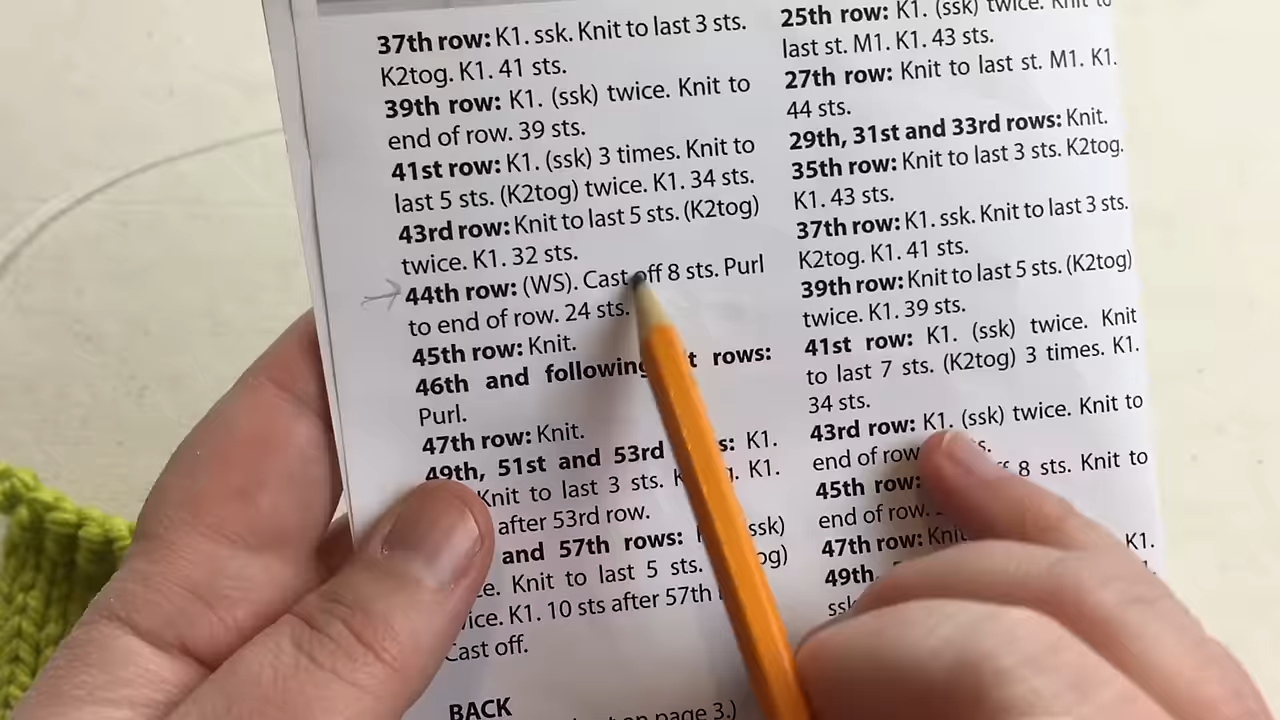 37th row: K1. ssk. Knit to last 3 sts.
K2tog. K1. 41 sts.
39th row: K1. (ssk) twice. Knit to
end of row. 39 sts.
41st row: K1. (ssk) 3 times. Knit to
last 5 sts. (K2tog) twice. K1. 34 sts.
43rd row: Knit to last 5 sts. (K2tog)
twice. K1. 32 sts.
44th row: (WS). Cast off 8 sts. Purl
to end of row. 24 sts.
45th row: Knit.
46th and following rows:
Purl.
47th row: Knit.
49th, 51st and 53rd K1.
Knit to last 3 sts. K1.
after 53rd row.
and 57th rows: ssk)
Knit to last 5 sts.
K1. 10 sts after 57th
Cast off.
BACK
on page 3.)
25th row: K1. (ssk) twice. Knit to
last st. M1. K1. 43 sts.
27th row: Knit to last st. M1. K1.
44 sts.
29th, 31st and 33rd rows: Knit.
35th row: Knit to last 3 sts. K2tog.
K1. 43 sts.
37th row: K1. ssk. Knit to last 3 sts.
K2tog. K1. 41 sts.
39th row: Knit to last 5 sts. (K2tog)
twice. K1. 39 sts.
41st row: K1. (ssk) twice. Knit
to last 7 sts. (K2tog) 3 times. K1.
34 sts.
43rd row: K1. (ssk) twice. Knit to
end of row
45th row: 8 sts. Knit to
end of row.
47th row: Knit
49th, K1.